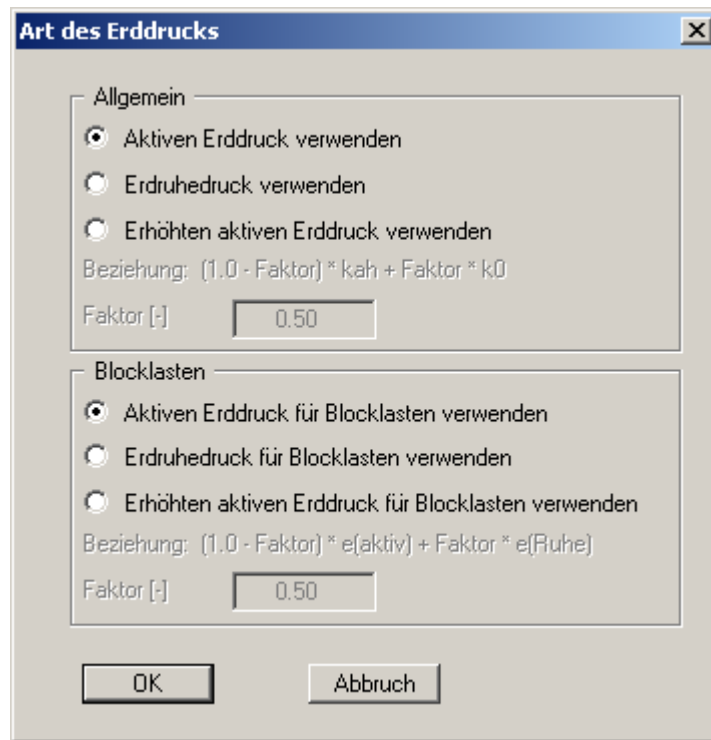 Art des Erddrucks
Allgemein
Aktiven Erddruck verwenden
Erdruhedruck verwenden
Erhöhten aktiven Erddruck verwenden
Beziehung: (1.0 - Faktor) * kah + Faktor * k0
Faktor [-] 0.50
Blocklasten
Aktiven Erddruck für Blocklasten verwenden
Erdruhedruck für Blocklasten verwenden
Erhöhten aktiven Erddruck für Blocklasten verwenden
Beziehung: (1.0 - Faktor) * e(aktiv) + Faktor * e(Ruhe)
Faktor [-] 0.50
OK Abbruch